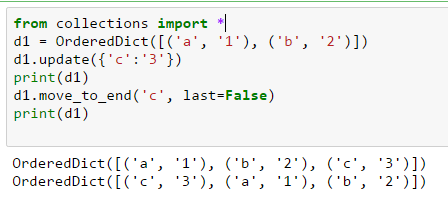 from collections import *
d1 = OrderedDict([('a', '1'), ('b', '2')])
d1.update({'c':'3'})
print(d1)
d1.move_to_end('c', last=False)
print(d1)
OrderedDict([('a', '1'), ('b', '2'), ('c', '3')])
OrderedDict([('c', '3'), ('a', '1'), ('b', '2')])